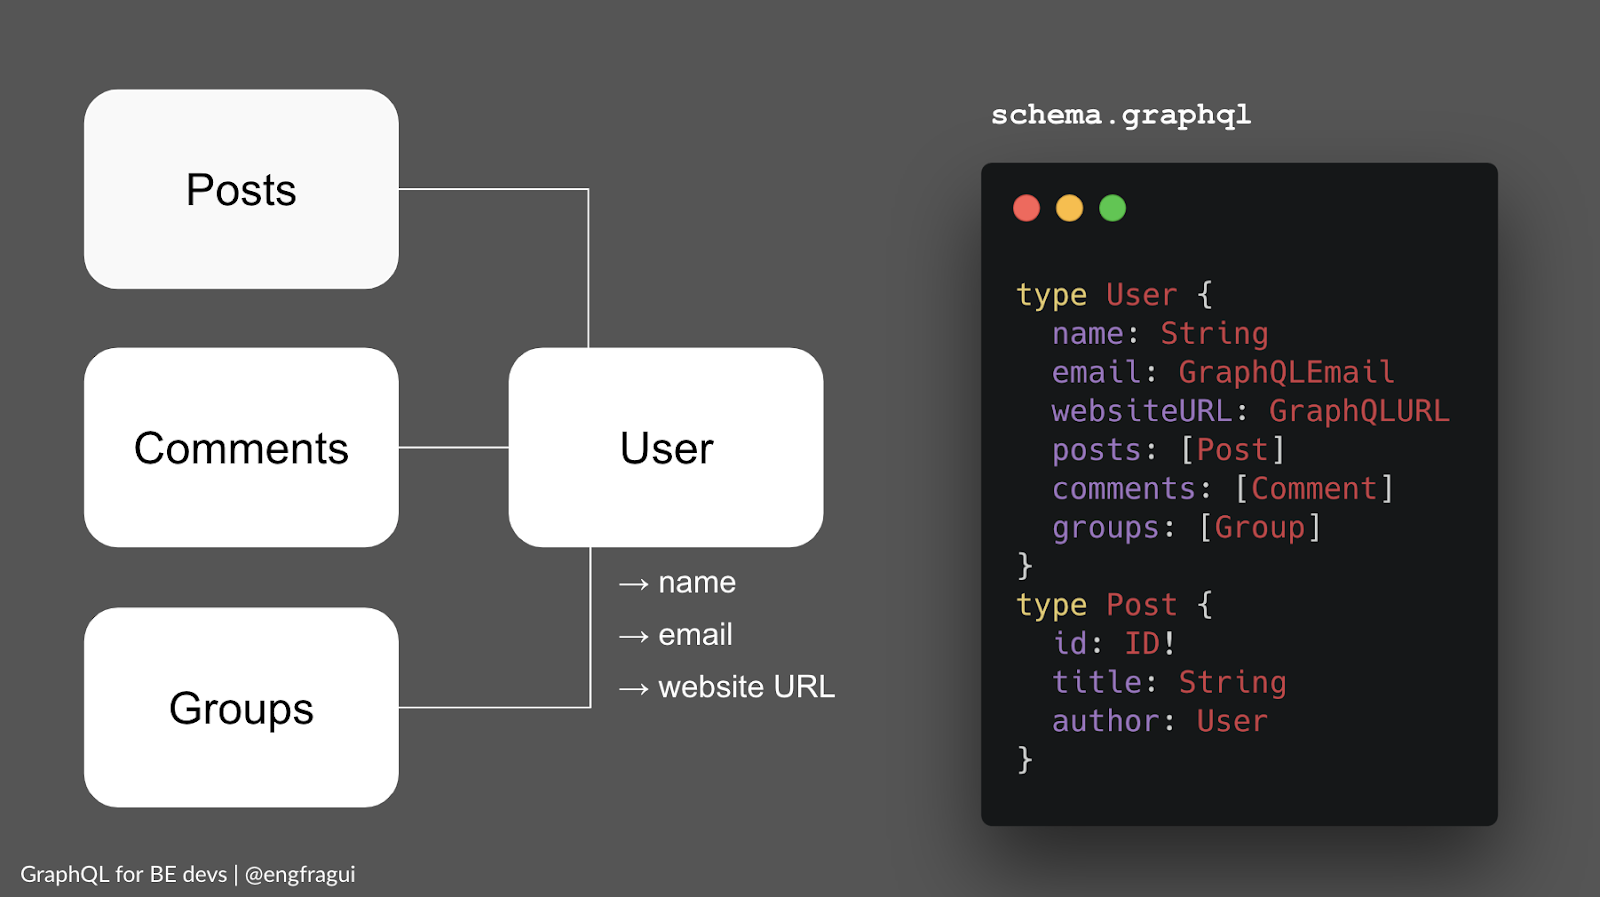 Posts
Comments
Groups
User
→ name
→ email
→ website URL
schema.graphql
type User {
  name: String
  email: GraphQLEmail
  websiteURL: GraphQLURL
  posts: [Post]
  comments: [Comment]
  groups: [Group]
}
type Post {
  id: ID!
  title: String
  author: User
}
GraphQL for BE devs | @engfragui